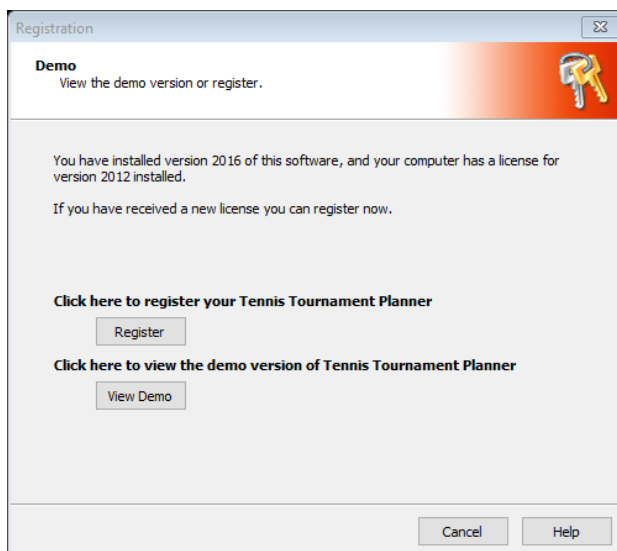 Registration
Demo
View the demo version or register.
You have installed version 2016 of this software, and your computer has a license for
version 2012 installed.
If you have received a new license you can register now.
Click here to register your Tennis Tournament Planner
Register
Click here to view the demo version of Tennis Tournament Planner
View Demo
Cancel Help